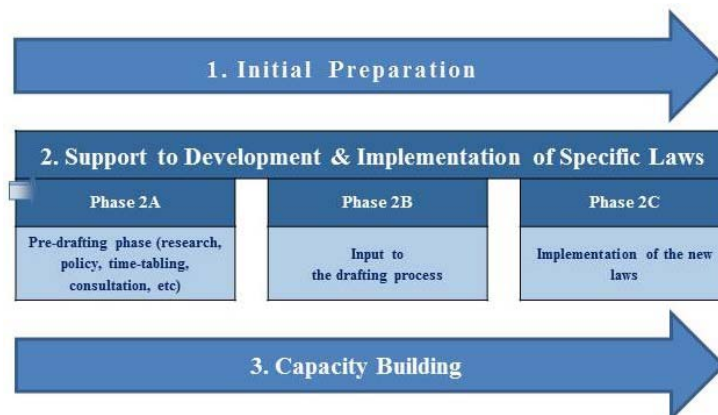 1. Initial Preparation
2. Support to Development & Implementation of Specific Laws
Phase 2A
Pre-drafting phase (research,
policy, time-tabling,
consultation, etc)
Phase 2B
Input to
the drafting process
Phase 2C
Implementation of the new
laws
3. Capacity Building